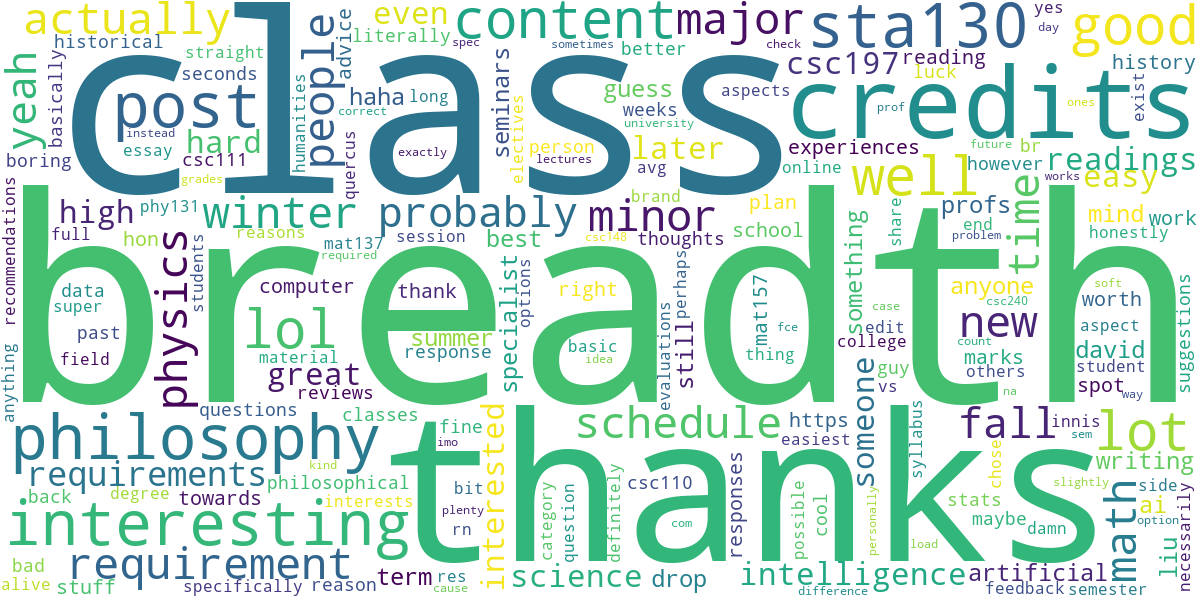 actually
class
even
content
major
sta130
yes
good
day
historical
people
advice
literally
spec
sometimes
better
check
csc197
reading
history
straight
basically
seconds
humanities
seminars
aspects
luck
credits
yeah
post
haha
long
guess
weeks
university
prof
exist
ones
instead
correct
hard
essay
quercus
exactly
person
lectures
electives
later
experiences
future
br
boring
csc111
grades
avg
online
well
however
readings
works
easy
recommendations
high
phy131
winter
probably
brand
minor
plan
share
profs
time
mind
work
full
hon
reasons
mat137
required
session
best
csc148
thoughts
school
end
problem
honestly
breadth
students
physics
data
super
computer
thank
specialist
options
right
still
perhaps
something
anyone
csc240
soft
worth
suggestions
past
lol
summer
basic
mat157
fce
case
edit
new
aspect
field
material
response
idea
thing
college
count
marks
david
anything
great
reviews
evaluations
guy
others
student
vs
na
spot
way
questions
classes
fine
thanks
schedule
https
someone
fall
innis
lot
philosophy
imo
interested
easiest
syllabus
sem
requirements
kind
philosophical
bit
csc110
responses
chose
writing
back
degree
towards
interests
rn
category
question
definitely
possible
cool
personally
stats
slightly
side
interesting
plenty
com
maybe
damn
ai
option
math
liu
necessarily
bad
requirement
term
res
science
drop
intelligence
load
artificial
alive
stuff
specifically
reason
cause
difference
feedback
semester